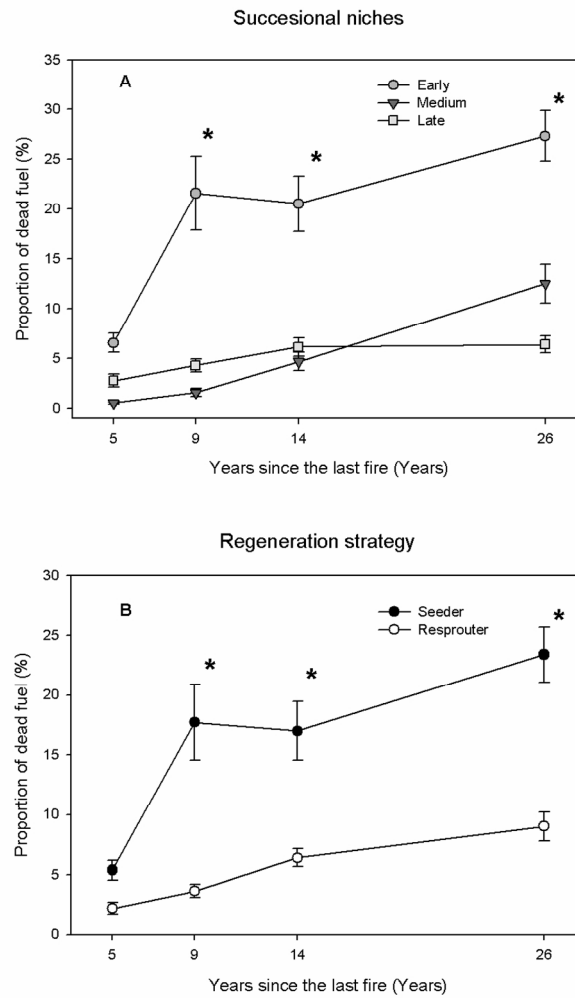 Succesional niches
A
Early
Medium
Late
*
*
*
35
30
25
20
15
10
5
0
Proportion of dead fuel (%)
5 9 14 26
Years since the last fire (Years)
Regeneration strategy
B
Seeder
Resprouter
*
*
*
30
25
20
15
10
5
0
Proportion of dead fuel (%)
5 9 14 26
Years since the last fire (Years)